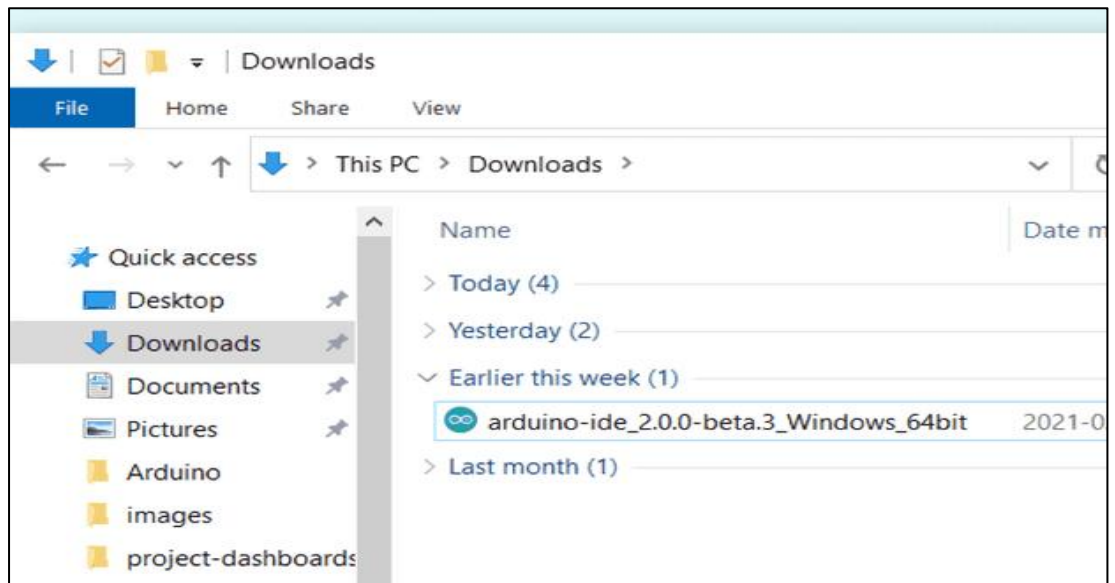 Downloads
File Home Share View
This PC > Downloads >
Name Date m
Quick access
Today (4)
Desktop
Yesterday (2)
Downloads
Earlier this week (1)
Documents
arduino-ide_2.0.0-beta.3_Windows_64bit 2021-0
Pictures
Last month (1)
Arduino
images
project-dashboards